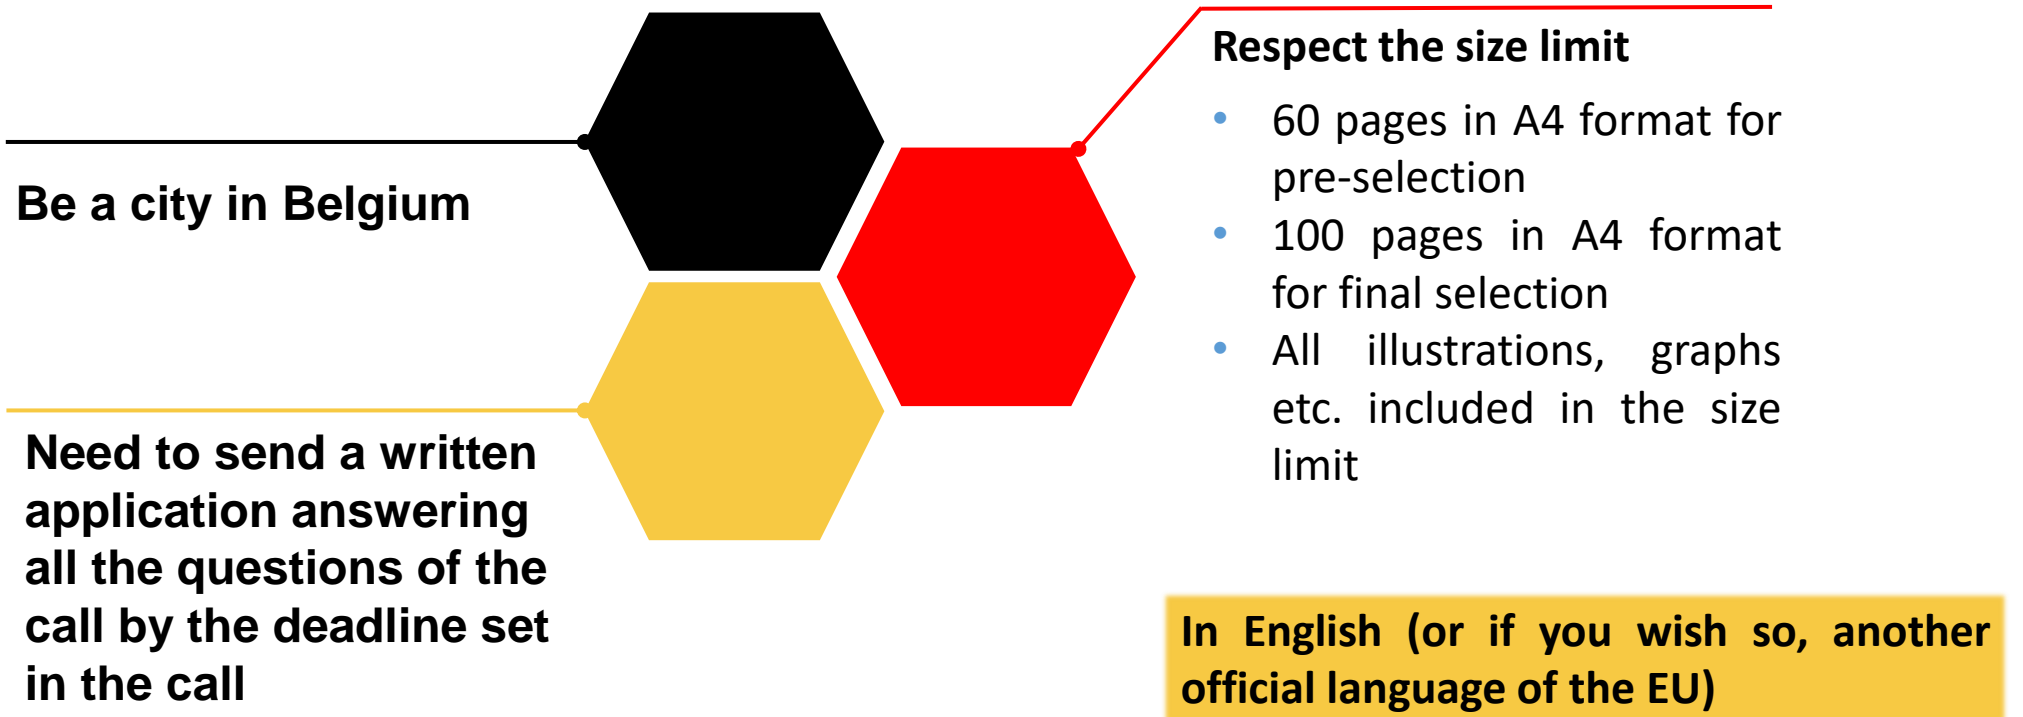 Be a city in Belgium
Need to send a written
application answering
all the questions of the
call by the deadline set
in the call
Respect the size limit
• 60 pages in A4 format for
pre-selection
• 100 pages in A4 format
for final selection
• All illustrations, graphs
etc. included in the size
limit
In English (or if you wish so, another
official language of the EU)